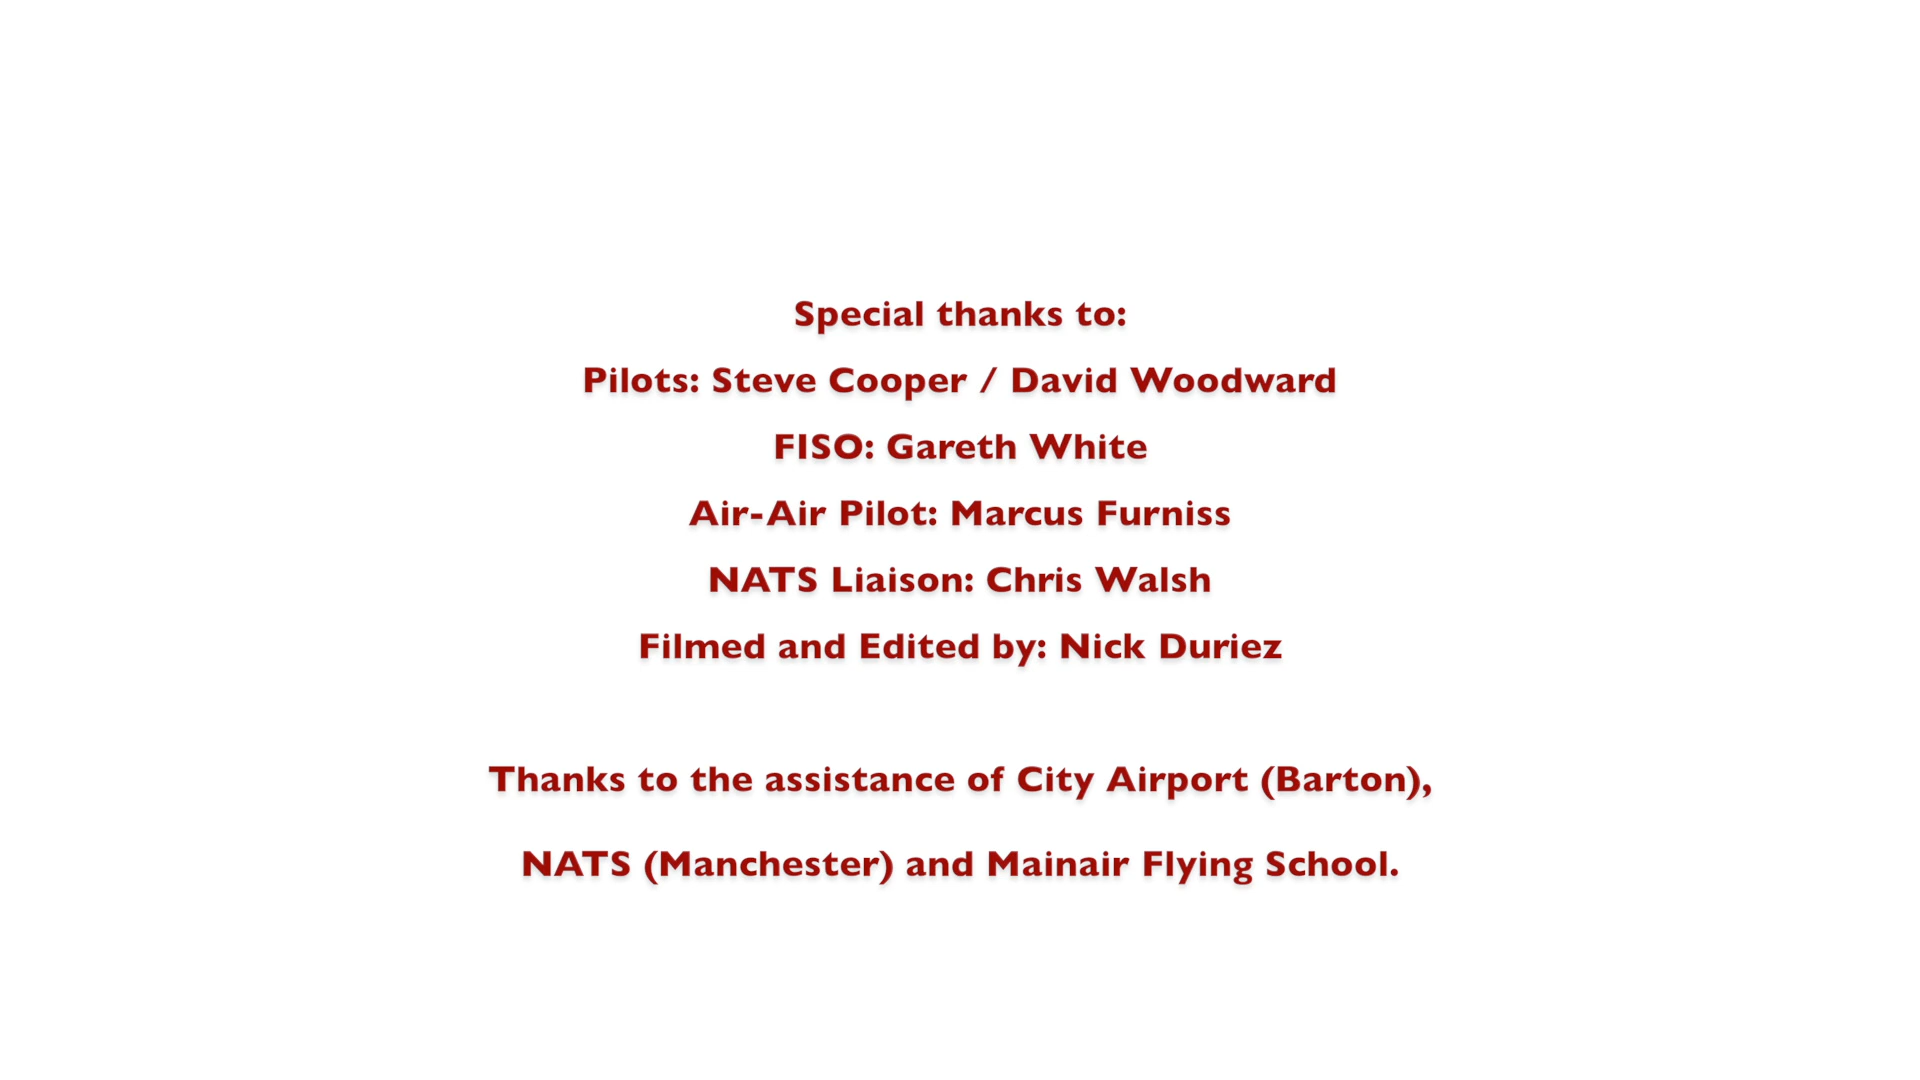 Special thanks to:
Pilots: Steve Cooper / David Woodward
FISO: Gareth White
Air-Air Pilot: Marcus Furniss
NATS Liaison: Chris Walsh
Filmed and Edited by: Nick Duriez
Thanks to the assistance of City Airport (Barton),
NATS (Manchester) and Mainair Flying School.